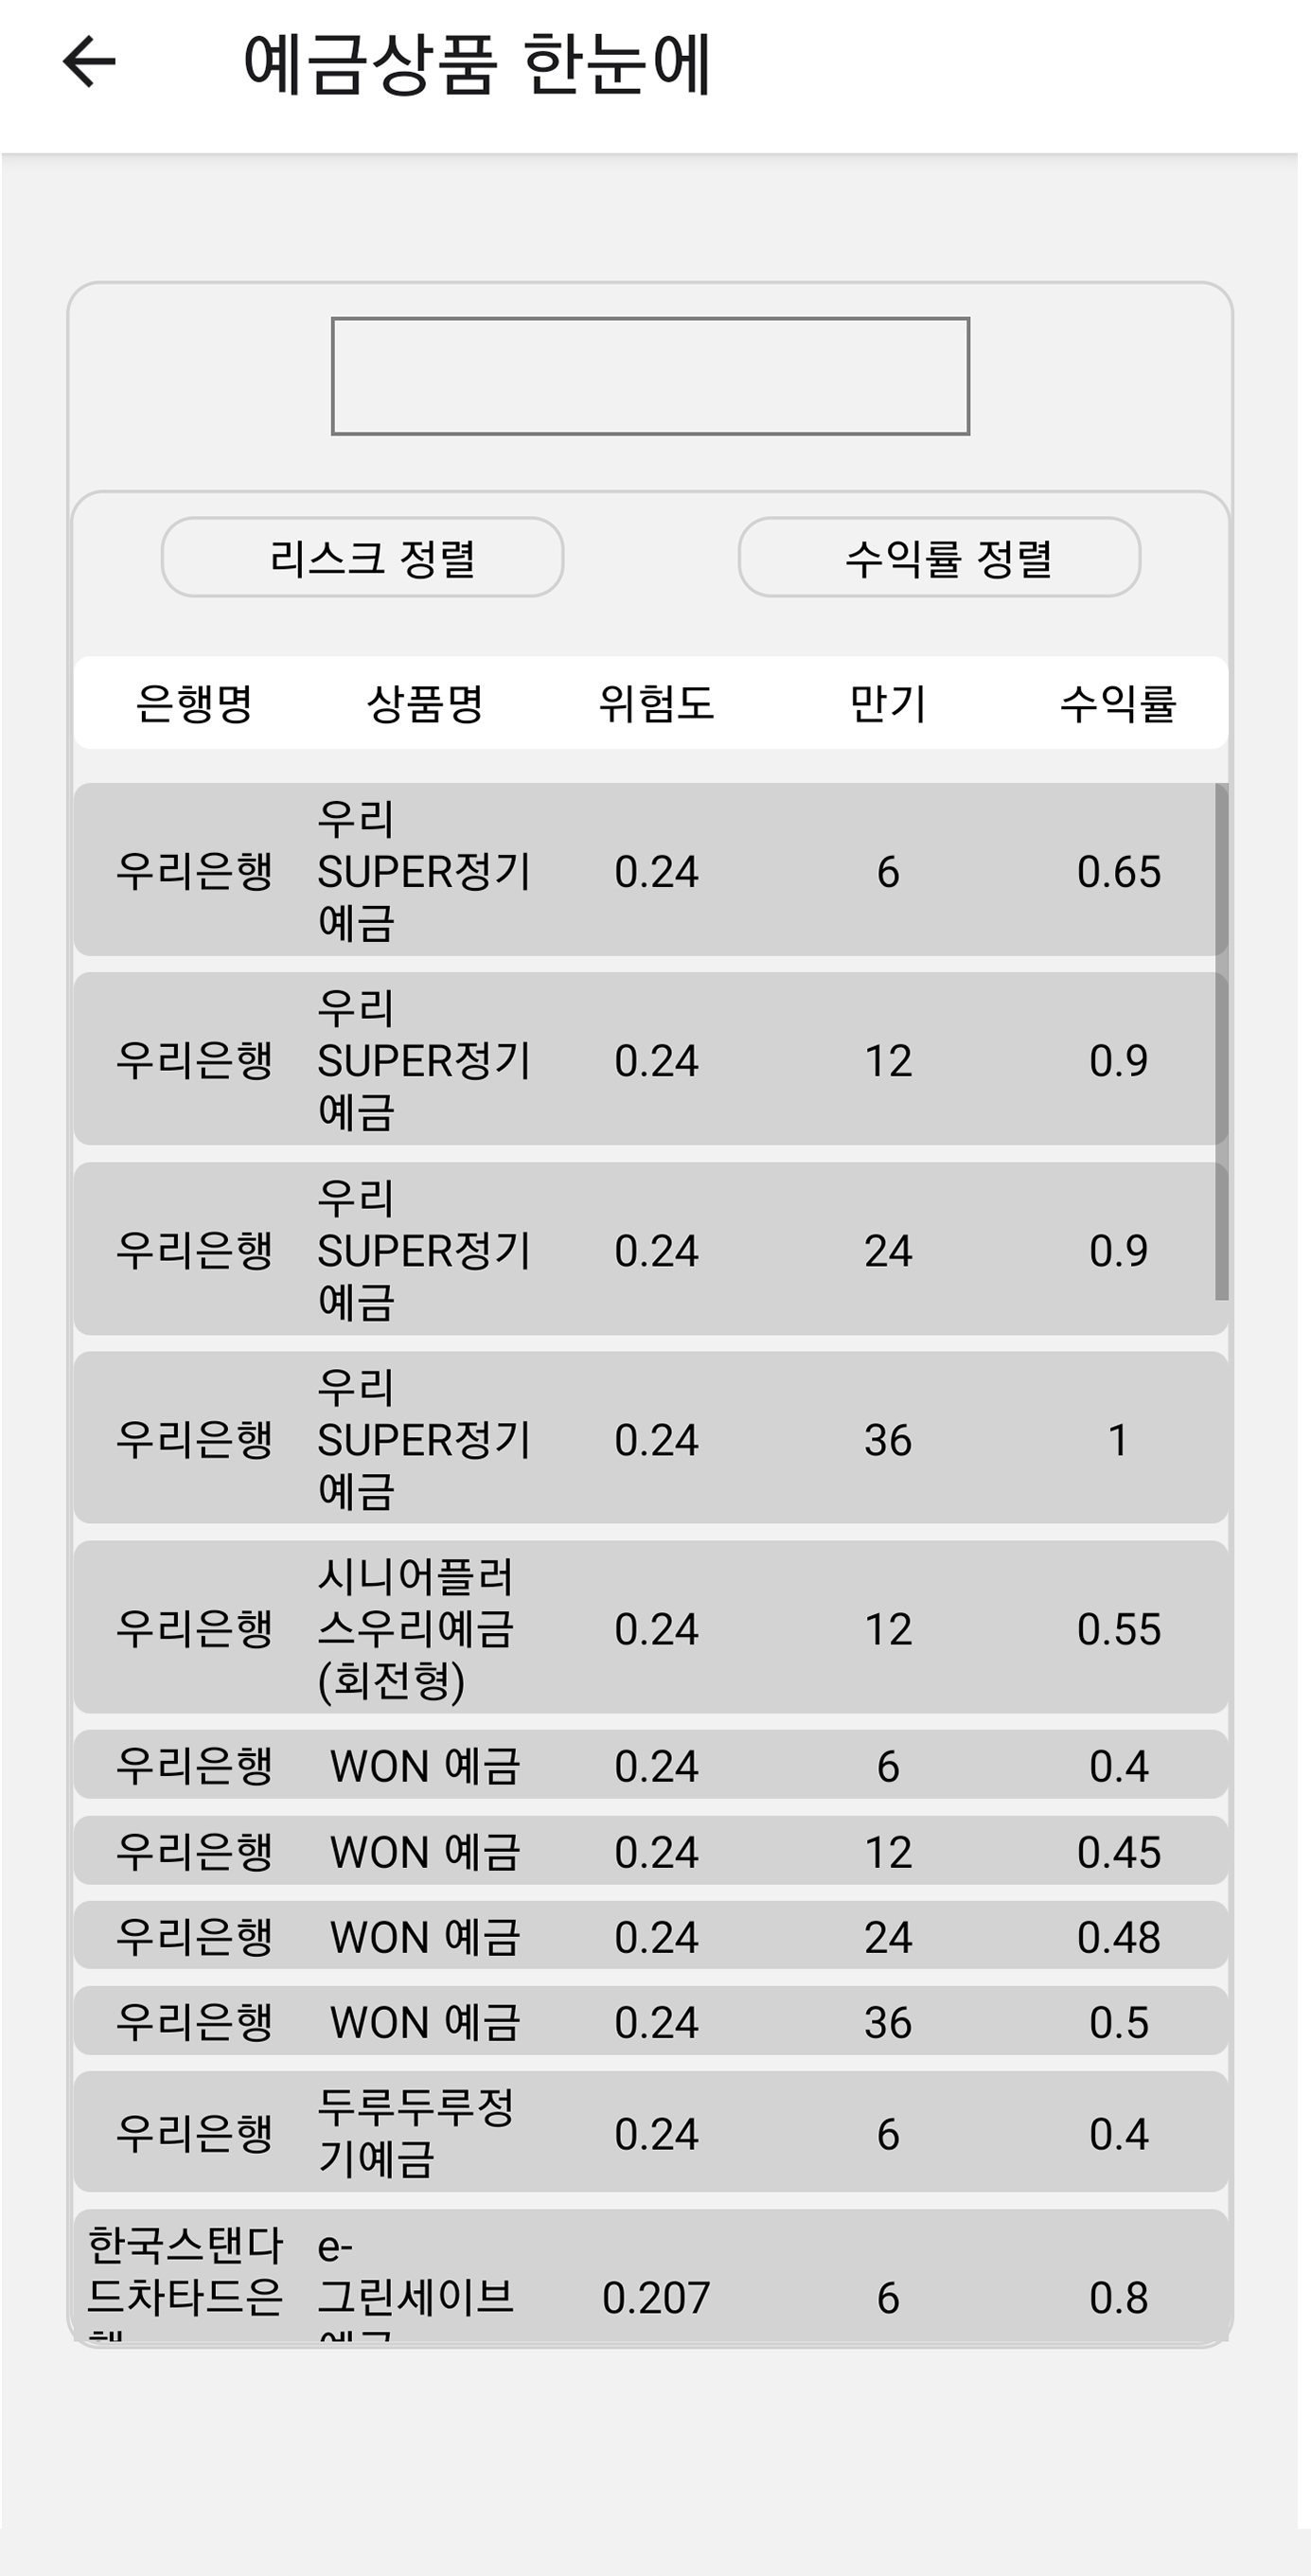 예금상품 한눈에
리스크 정렬 수익률 정렬
은행명 상품명 위험도 만기 수익률
우리은행 우리 SUPER정기 예금 0.24 6 0.65
우리은행 우리 SUPER정기 예금 0.24 12 0.9
우리은행 우리 SUPER정기 예금 0.24 24 0.9
우리은행 우리 SUPER정기 예금 0.24 36 1
우리은행 시니어플러 스우리예금 (회전형) 0.24 12 0.55
우리은행 WON 예금 0.24 6 0.4
우리은행 WON 예금 0.24 12 0.45
우리은행 WON 예금 0.24 24 0.48
우리은행 WON 예금 0.24 36 0.5
우리은행 두루두루정 기예금 0.24 6 0.4
한국스탠다 드차타드은 e- 그린세이브 0.207 6 0.8